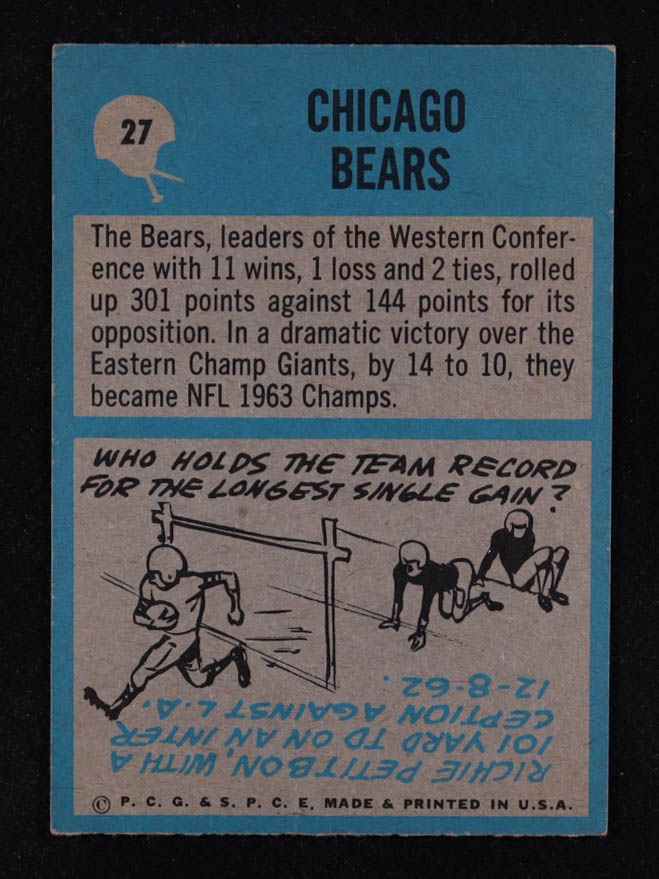 27
CHICAGO
BEARS
The Bears, leaders of the Western Confer-
ence with 11 wins, 1 loss and 2 ties, rolled
up 301 points against 144 points for its
opposition. In a dramatic victory over the
Eastern Champ Giants, by 14 to 10, they
became NFL 1963 Champs.
WHO HOLDS THE TEAM RECORD
FOR THE LONGEST SINGLE GAIN?
RICHIE PETITBON, WITH A
101 YARD TD ON AN INTER
CEPTION AGAINST L.A.
12-8-62.
© P. C. G. & S. P. C. E. MADE & PRINTED IN U.S.A.